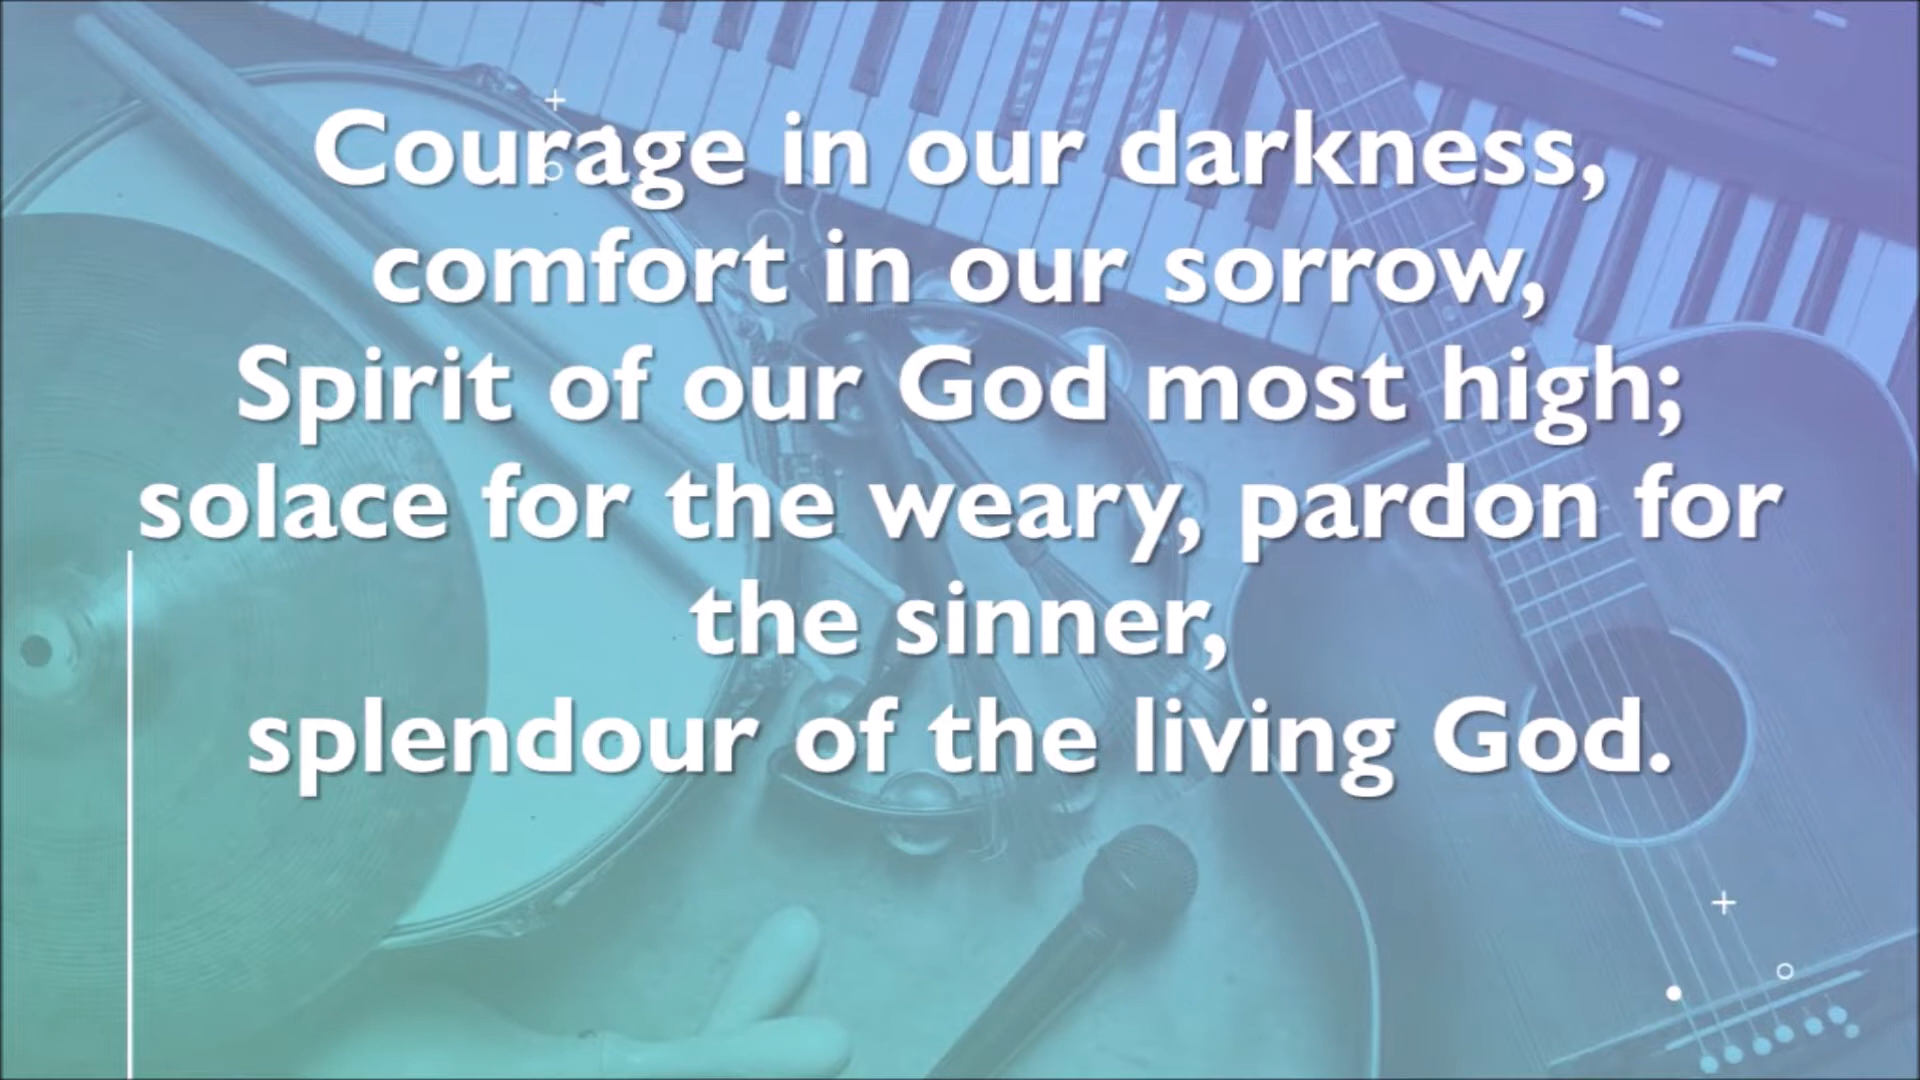 Courage in our darkness,
comfort in our sorrow,
Spirit of our God most high;
solace for the weary, pardon for
the sinner,
splendour of the living God.